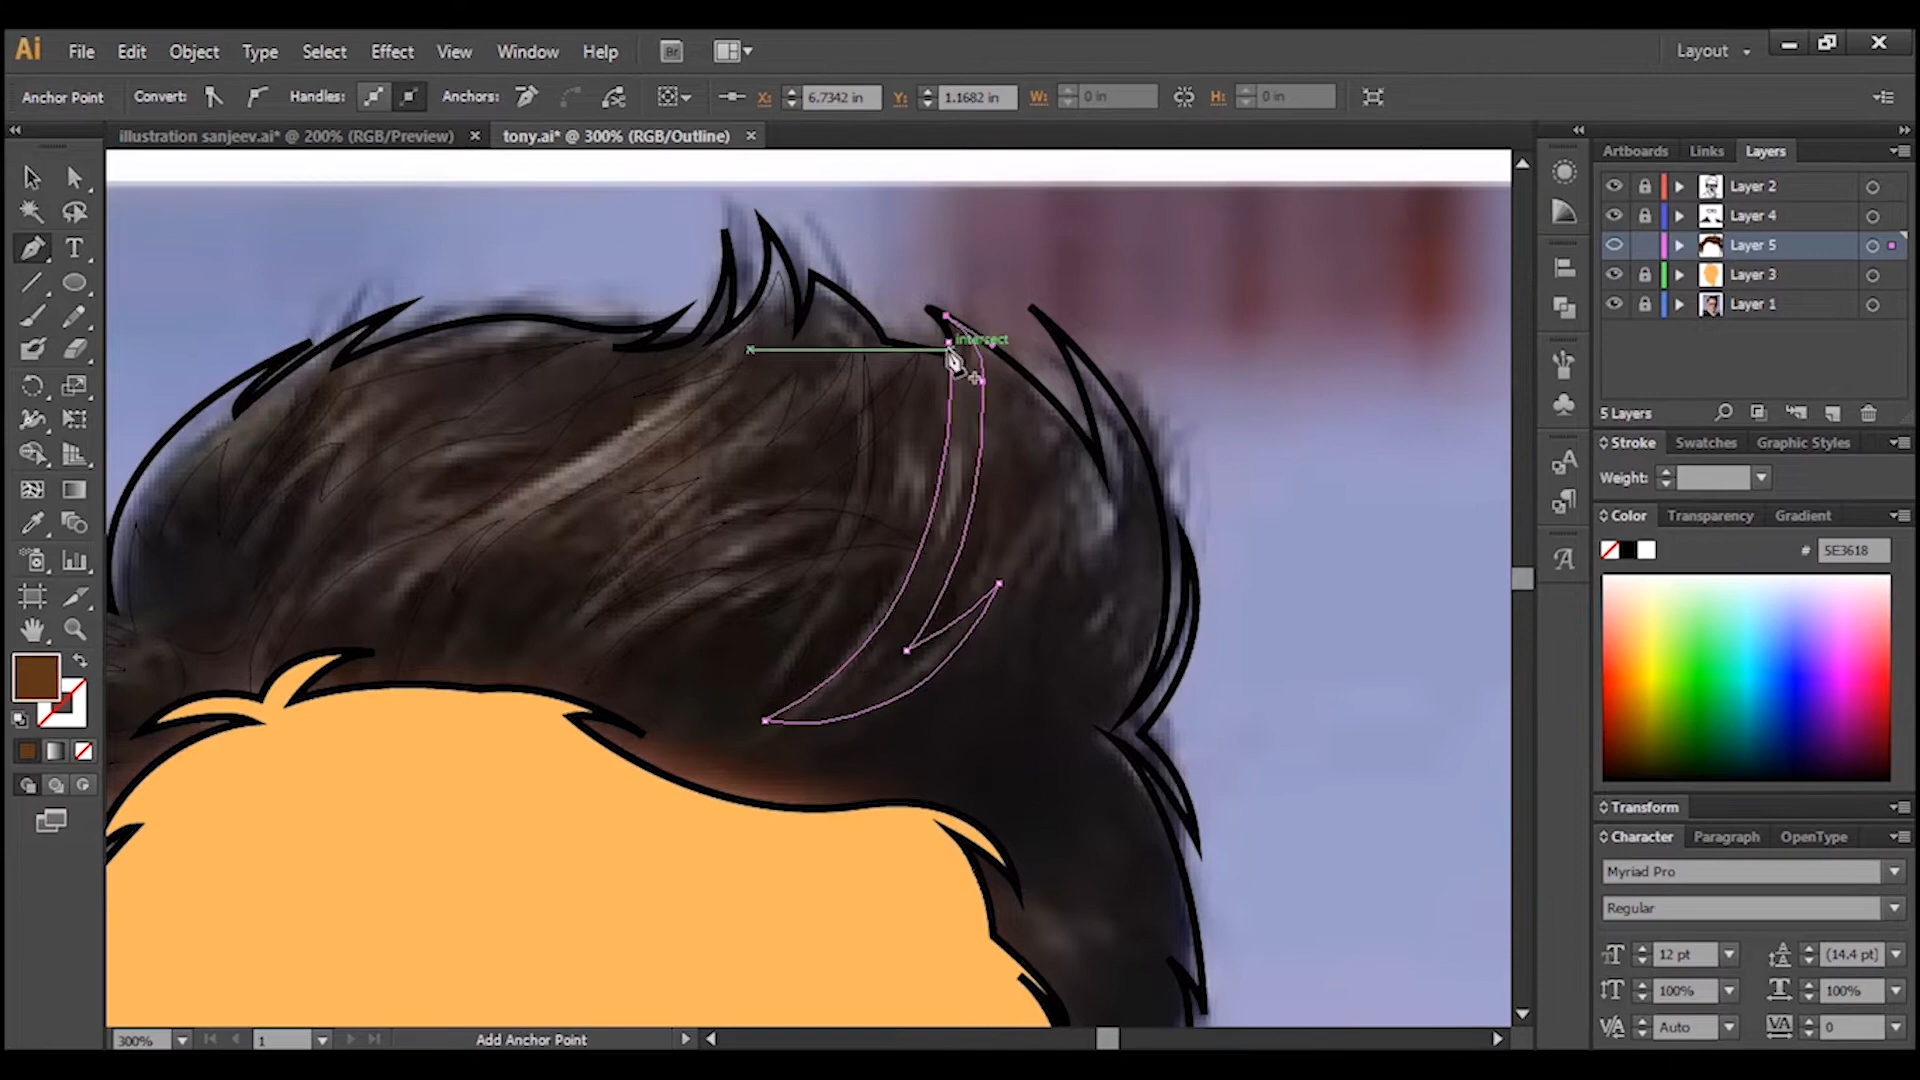 Ai File Edit Object Type Select Effect View Window Help Br Layout
Anchor Point Convert: Handles: Anchors: X: 6.7342 in Y: 1.1682 in W: 0 in H: 0 in
illustration sanjeev.ai* @ 200% (RGB/Preview) tony.ai* @ 300% (RGB/Outline)
Artboards Links Layers
Layer 2
Layer 4
Layer 5
Layer 3
Layer 1
intersect
5 Layers
Stroke Swatches Graphic Styles
Weight:
Color Transparency Gradient
# 5E3618
Transform
Character Paragraph OpenType
Myriad Pro
Regular
12 pt (14.4 pt)
100% 100%
Auto 0
300% 1 Add Anchor Point